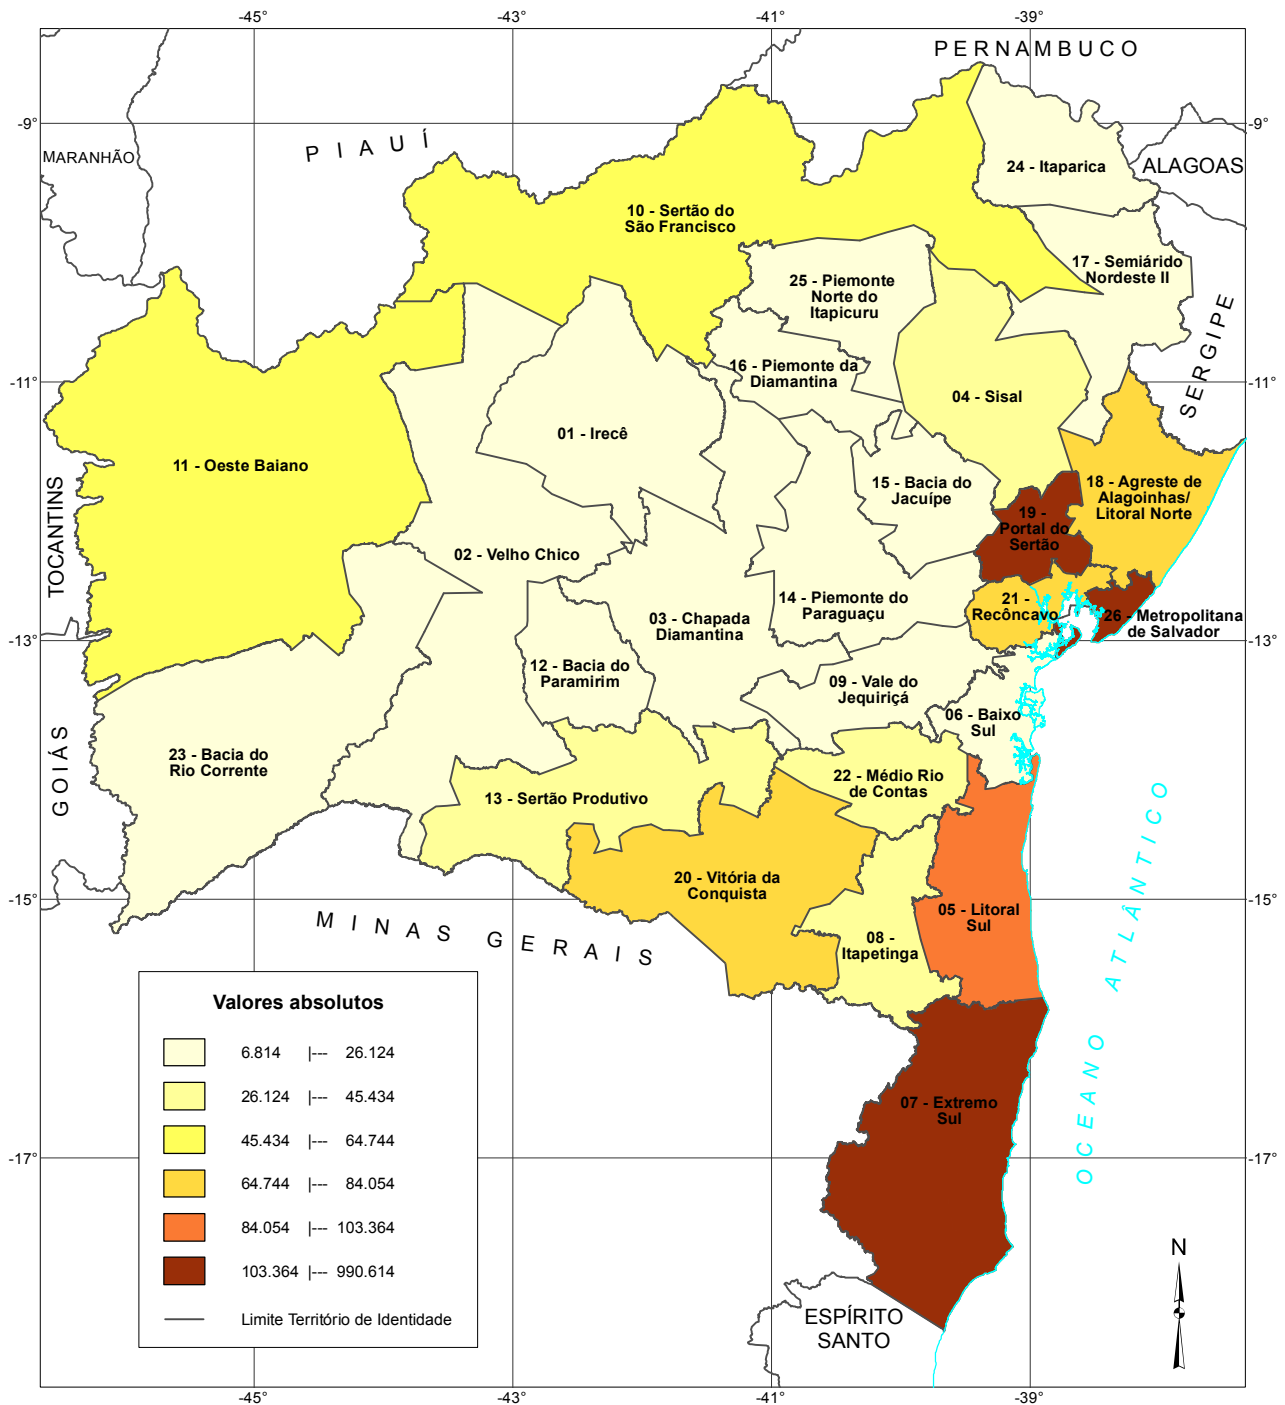 -45°
-43°
-41°
-39°
PERNAMBUCO
-9°
-9°
PIAUÍ
MARANHÃO
ALAGOAS
24 - Itaparica
10 - Sertão do
São Francisco
17 - Semiárido
Nordeste II
25 - Piemonte
Norte do
Itapicuru
SERGIPE
16 - Piemonte da
Diamantina
-11°
-11°
04 - Sisal
01 - Irecê
11 - Oeste Baiano
15 - Bacia do
Jacuípe
18 - Agreste de
Alagoinhas/
Litoral Norte
TOCANTINS
19 -
Portal do
Sertão
02 - Velho Chico
14 - Piemonte do
Paraguaçu
21 -
Recôncavo
03 - Chapada
Diamantina
26 - Metropolitana
de Salvador
-13°
-13°
12 - Bacia do
Paramirim
09 - Vale do
Jequiriçá
06 - Baixo
Sul
GOIÁS
23 - Bacia do
Rio Corrente
22 - Médio Rio
de Contas
13 - Sertão Produtivo
20 - Vitória da
Conquista
-15°
-15°
05 - Litoral
Sul
08 -
Itapetinga
MINAS GERAIS
OCEANO ATLÂNTICO
Valores absolutos
6.814 |--- 26.124
26.124 |--- 45.434
45.434 |--- 64.744
64.744 |--- 84.054
84.054 |--- 103.364
103.364 |--- 990.614
Limite Território de Identidade
07 - Extremo
Sul
-17°
-17°
N
ESPÍRITO
SANTO
-45°
-43°
-41°
-39°